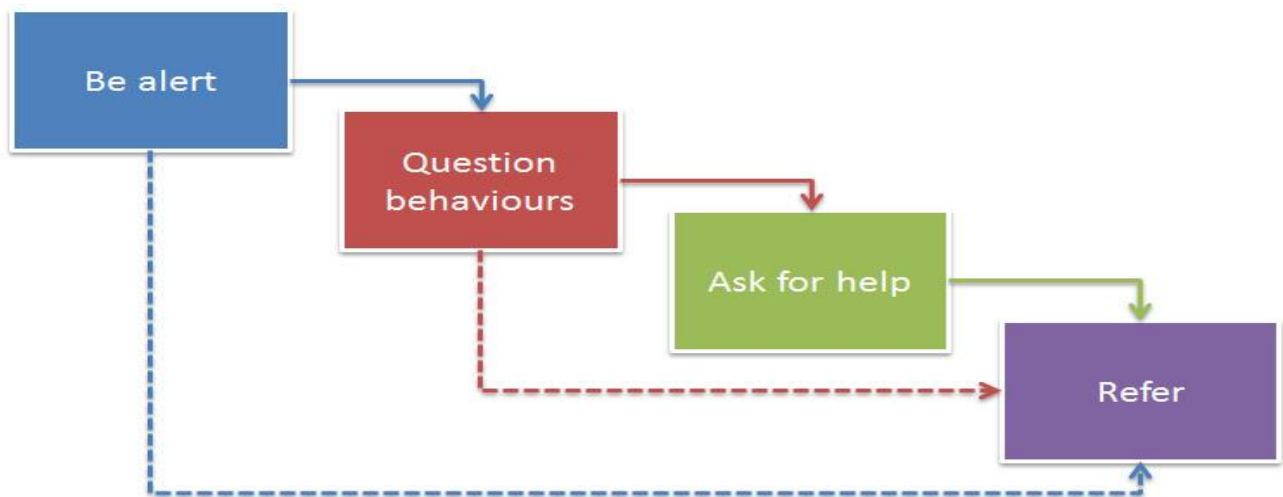 Be alert
Question
behaviours
Ask for help
Refer